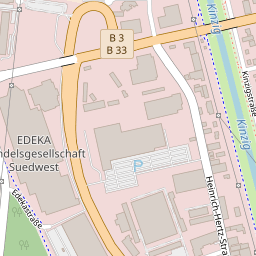 Kinzig
B 3
B 33
Kinzigstraße
Kinzig
EDEKA
ndelsgesellschaft
Suedwest
P
Edekastraße
Heinrich-Hertz-Stra